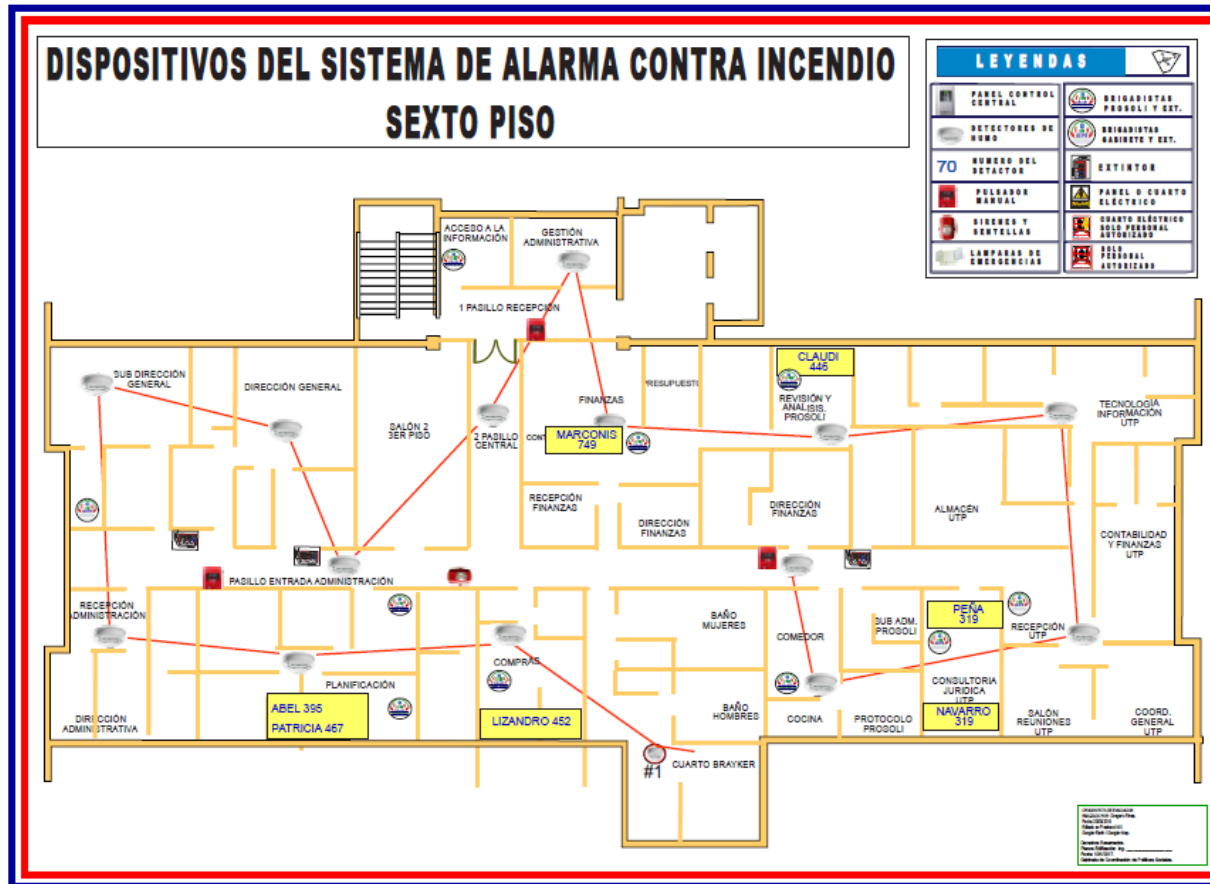 DISPOSITIVOS DEL SISTEMA DE ALARMA CONTRA INCENDIO
SEXTO PISO
LEYENDAS
PANEL CONTROL
CENTRAL
BRIGADISTAS
PROSOLI Y EXT.
DETECTORES DE
HUMO
BRIGADISTAS
GABINETE Y EXT.
70
NUMERO DEL
DETACTOR
EXTINTOR
PULSADOR
MANUAL
PANEL O CUARTO
ELÉCTRICO
SIRENES Y
SENTELLAS
CUARTO ELÉCTRICO
SOLO PERSONAL
AUTORIZADO
LAMPARAS DE
EMERGENCIAS
SOLO
PERSONAL
AUTORIZADO
ACCESO A LA
INFORMACIÓN
GESTIÓN
ADMINISTRATIVA
1 PASILLO RECEPCIÓN
SUB DIRECCIÓN
GENERAL
DIRECCIÓN GENERAL
SALÓN 2
3ER PISO
2 PASILLO
CENTRAL
FINANZAS
CONT
MARCONIS
749
PRESUPUESTO
CLAUDI
446
REVISIÓN Y
ANALISIS.
PROSOLI
TECNOLOGÍA
INFORMACIÓN
UTP
RECEPCIÓN
FINANZAS
DIRECCIÓN
FINANZAS
DIRECCIÓN
FINANZAS
ALMACÉN
UTP
CONTABILIDAD
Y FINANZAS
UTP
PASILLO ENTRADA ADMINISTRACIÓN
RECEPCIÓN
ADMINISTRACIÓN
BAÑO
MUJERES
COMEDOR
SUB ADM.
PROSOLI
PEÑA
319
RECEPCIÓN
UTP
PLANIFICACIÓN
COMPRAS
CONSULTORIA
JURIDICA
UTP
DIRECCIÓN
ADMINISTRATIVA
ABEL 395
PATRICIA 467
LIZANDRO 452
BAÑO
HOMBRES
COCINA
PROTOCOLO
PROSOLI
NAVARRO
319
SALÓN
REUNIONES
UTP
COORD.
GENERAL
UTP
#1
CUARTO BRAYKER